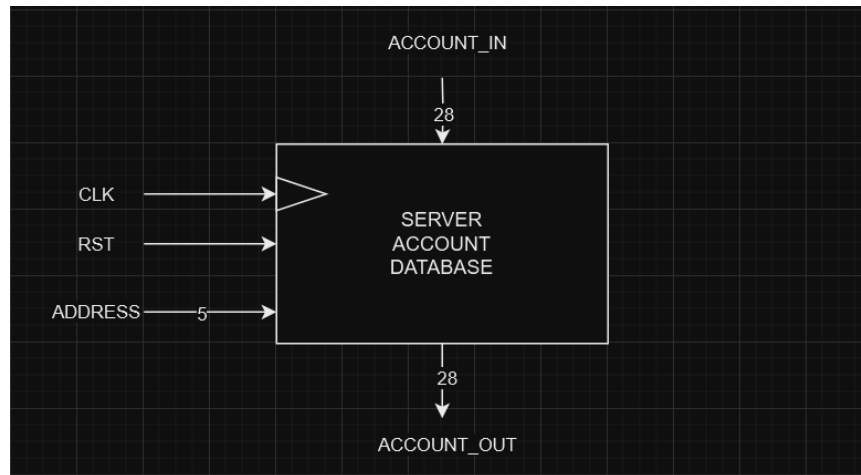 ACCOUNT_IN
28
CLK
SERVER
ACCOUNT
DATABASE
RST
ADDRESS
5
28
ACCOUNT_OUT